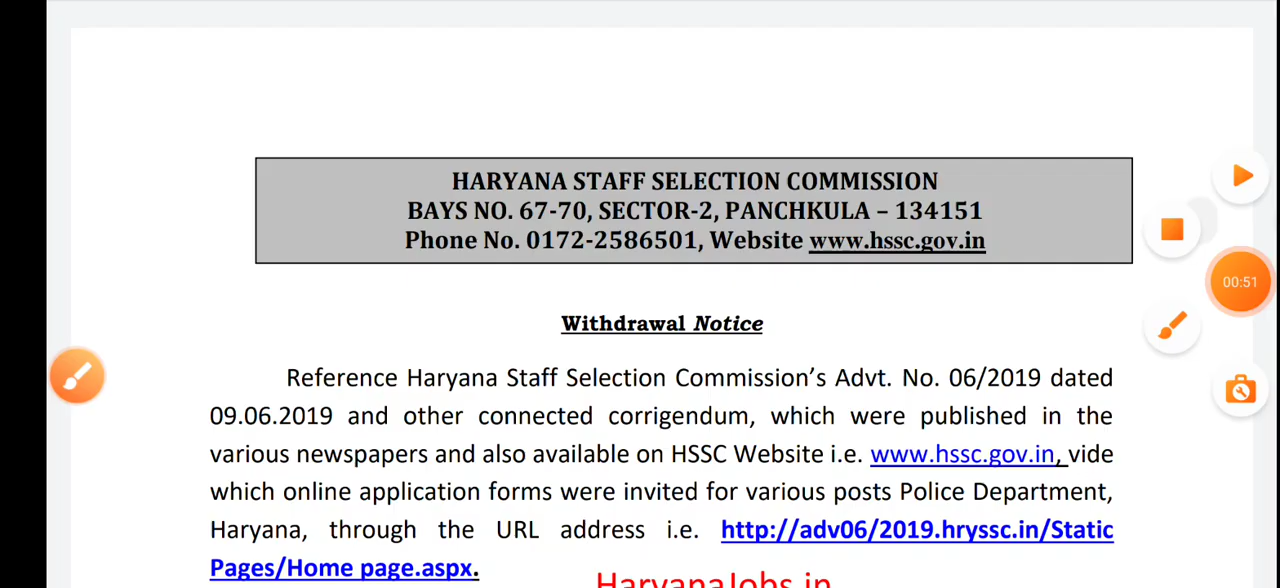 HARYANA STAFF SELECTION COMMISSION
BAYS NO. 67-70, SECTOR-2, PANCHKULA – 134151
Phone No. 0172-2586501, Website www.hssc.gov.in
00:51
Withdrawal Notice
Reference Haryana Staff Selection Commission's Advt. No. 06/2019 dated
09.06.2019 and other connected corrigendum, which were published in the
various newspapers and also available on HSSC Website i.e. www.hssc.gov.in, vide
which online application forms were invited for various posts Police Department,
Haryana, through the URL address i.e. http://adv06/2019.hryssc.in/Static
Pages/Home page.aspx.
HaryanaJobs.in